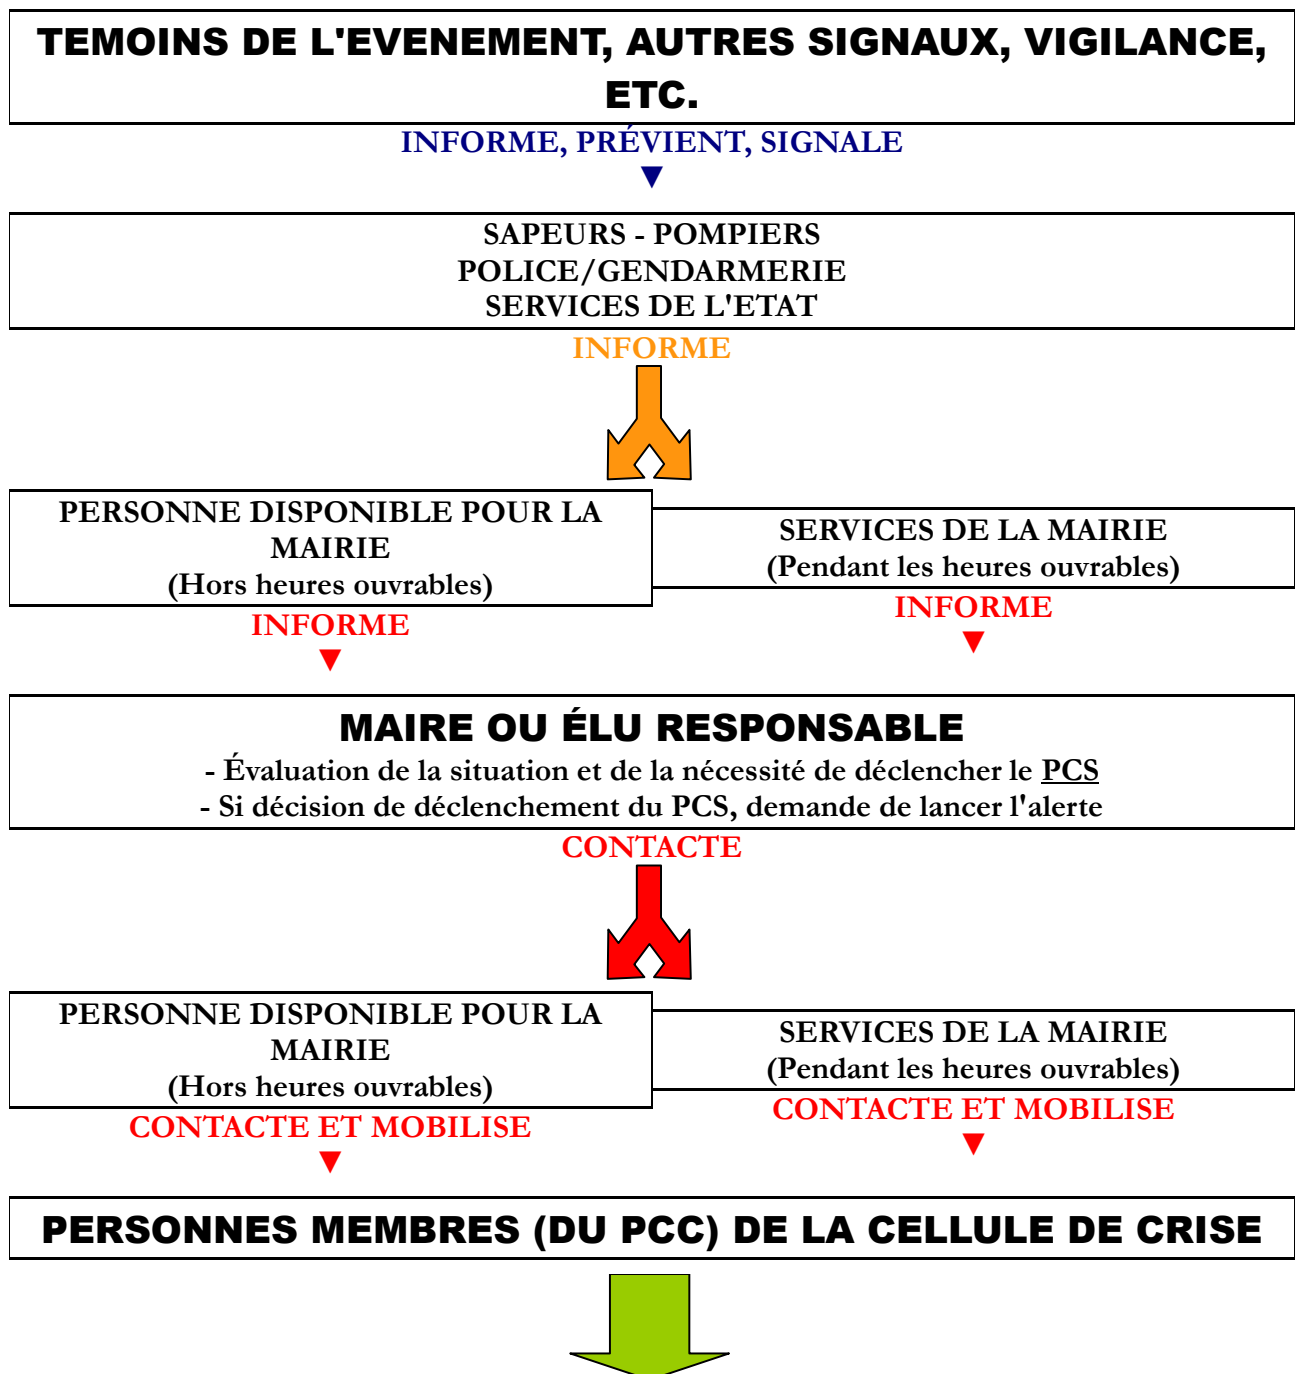 TEMOINS DE L'EVENEMENT, AUTRES SIGNAUX, VIGILANCE,
ETC.
INFORME, PRÉVIENT, SIGNALE
▼
SAPEURS - POMPIERS
POLICE/GENDARMERIE
SERVICES DE L'ETAT
INFORME
PERSONNE DISPONIBLE POUR LA
MAIRIE
(Hors heures ouvrables)
INFORME
▼
SERVICES DE LA MAIRIE
(Pendant les heures ouvrables)
INFORME
▼
MAIRE OU ÉLU RESPONSABLE
- Évaluation de la situation et de la nécessité de déclencher le PCS
- Si décision de déclenchement du PCS, demande de lancer l'alerte
CONTACTE
PERSONNE DISPONIBLE POUR LA
MAIRIE
(Hors heures ouvrables)
CONTACTE ET MOBILISE
▼
SERVICES DE LA MAIRIE
(Pendant les heures ouvrables)
CONTACTE ET MOBILISE
▼
PERSONNES MEMBRES (DU PCC) DE LA CELLULE DE CRISE